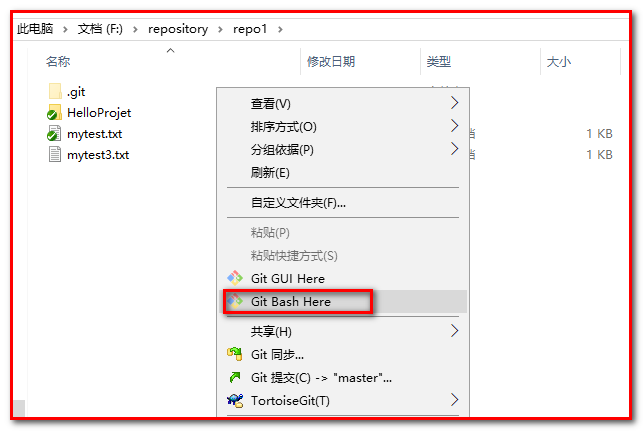 此电脑 > 文档 (F:) > repository > repo1 >
名称 修改日期 类型 大小
.git
HelloProjet
mytest.txt 档 1 KB
mytest3.txt 档 1 KB
查看(V)
排序方式(O)
分组依据(P)
刷新(E)
自定义文件夹(F)...
粘贴(P)
粘贴快捷方式(S)
Git GUI Here
Git Bash Here
共享(H)
Git 同步...
Git 提交(C) -> "master"...
TortoiseGit(T)